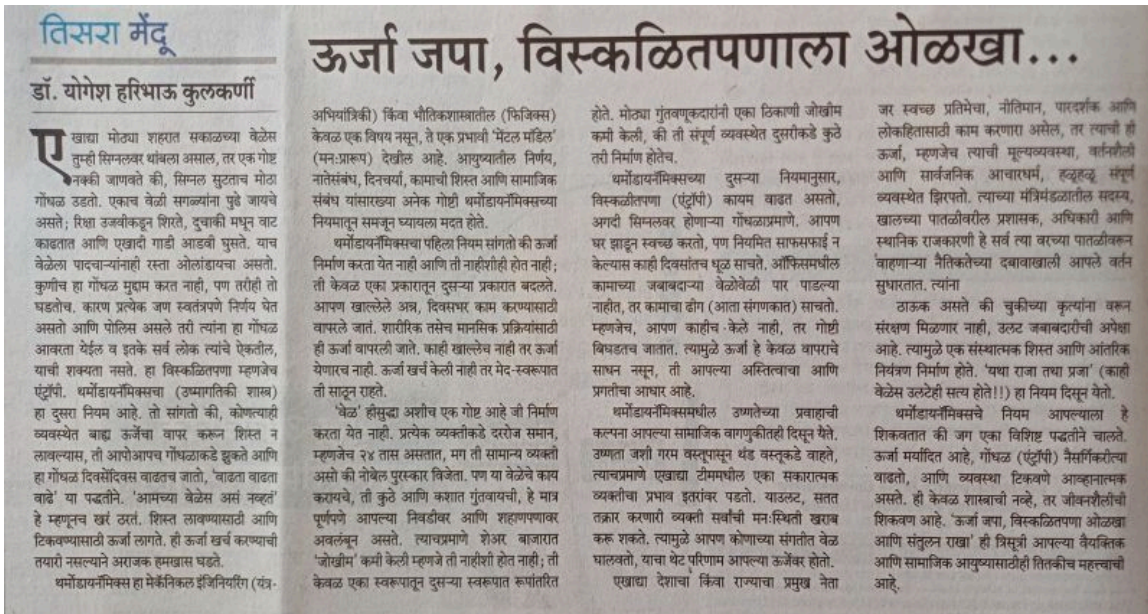 तिसरा मेंदू
डॉ. योगेश हरिभाऊ कुलकर्णी
ऊर्जा जपा, विस्कळितपणाला ओळखा...
एखाद्या मोठ्या शहरात सकाळच्या वेळेस
तुम्ही सिग्नलवर थांबला असाल, तर एक गोष्ट
नक्की जाणवते की, सिग्नल सुटताच मोठा
गोंधळ उडतो. एकाच वेळी सगळ्यांना पुढे जायचे
असते; रिक्षा उजवीकडून शिरते, दुचाकी मधून वाट
काढतात आणि एखादी गाडी आडवी घुसते. याच
वेळेला पादचाऱ्यांनाही रस्ता ओलांडायचा असतो.
कुणीच हा गोंधळ मुद्दाम करत नाही, पण तरीही तो
घडतोच. कारण प्रत्येक जण स्वतंत्रपणे निर्णय घेत
असतो आणि पोलिस असले तरी त्यांना हा गोंधळ
आवरता येईल व इतके सर्व लोक त्यांचे ऐकतील,
याची शक्यता नसते. हा विस्कळितपणा म्हणजेच
एंट्रॉपी. थर्मोडायनॅमिक्सचा (उष्मागतिकी शास्त्र)
हा दुसरा नियम आहे. तो सांगतो की, कोणत्याही
व्यवस्थेत बाह्य ऊर्जेचा वापर करून शिस्त न
लावल्यास, ती आपोआपच गोंधळाकडे झुकते आणि
हा गोंधळ दिवसेंदिवस वाढतच जातो, 'वाढता वाढता
वाढे' या पद्धतीने. 'आमच्या वेळेस असं नव्हतं'
हे म्हणूनच खरं ठरतं. शिस्त लावण्यासाठी आणि
टिकवण्यासाठी ऊर्जा लागते. ही ऊर्जा खर्च करण्याची
तयारी नसल्याने अराजक हमखास घडते.
थर्मोडायनॅमिक्स हा मेकॅनिकल इंजिनियरिंग (यंत्र-
अभियांत्रिकी) किंवा भौतिकशास्त्रातील (फिजिक्स)
केवळ एक विषय नसून, ते एक प्रभावी 'मेंटल मॉडेल'
(मन:प्रारूप) देखील आहे. आयुष्यातील निर्णय,
नातेसंबंध, दिनचर्या, कामाची शिस्त आणि सामाजिक
संबंध यांसारख्या अनेक गोष्टी थर्मोडायनॅमिक्सच्या
नियमातून समजून घ्यायला मदत होते.
थर्मोडायनॅमिक्सचा पहिला नियम सांगतो की ऊर्जा
निर्माण करता येत नाही आणि ती नाहीशीही होत नाही;
ती केवळ एका प्रकारातून दुसऱ्या प्रकारात बदलते.
आपण खाल्लेले अन्न, दिवसभर काम करण्यासाठी
वापरले जातं. शारीरिक तसेच मानसिक प्रक्रियांसाठी
ही ऊर्जा वापरली जाते. काही खाल्लेच नाही तर ऊर्जा
येणारच नाही. ऊर्जा खर्च केली नाही तर मेद-स्वरूपात
ती साठून राहते.
'वेळ' हीसुद्धा अशीच एक गोष्ट आहे जी निर्माण
करता येत नाही. प्रत्येक व्यक्तीकडे दररोज समान,
म्हणजेच २४ तास असतात, मग ती सामान्य व्यक्ती
असो की नोबेल पुरस्कार विजेता. पण या वेळेचे काय
करायचे, ती कुठे आणि कशात गुंतवायची, हे मात्र
पूर्णपणे आपल्या निवडीवर आणि शहाणपणावर
अवलंबून असते. त्याचप्रमाणे शेअर बाजारात
'जोखीम' कमी केली म्हणजे ती नाहीशी होत नाही; ती
केवळ एका स्वरूपातून दुसऱ्या स्वरूपात रूपांतरित
होते. मोठ्या गुंतवणूकदारांनी एका ठिकाणी जोखीम
कमी केली, की ती संपूर्ण व्यवस्थेत दुसरीकडे कुठे
तरी निर्माण होतेच.
थर्मोडायनॅमिक्सच्या दुसऱ्या नियमानुसार,
विस्कळीतपणा (एंट्रॉपी) कायम वाढत असतो,
अगदी सिग्नलवर होणाऱ्या गोंधळाप्रमाणे. आपण
घर झाडून स्वच्छ करतो, पण नियमित साफसफाई न
केल्यास काही दिवसांतच धूळ साचते. ऑफिसमधील
कामाच्या जबाबदाऱ्या वेळोवेळी पार पाडल्या
नाहीत, तर कामाचा ढीग (आता संगणकात) साचतो.
म्हणजेच, आपण काहीच केले नाही, तर गोष्टी
बिघडतच जातात. त्यामुळे ऊर्जा हे केवळ वापराचे
साधन नसून, ती आपल्या अस्तित्वाचा आणि
प्रगतीचा आधार आहे.
थर्मोडायनॅमिक्समधील उष्णतेच्या प्रवाहाची
कल्पना आपल्या सामाजिक वागणुकीतही दिसून येते.
उष्णता जशी गरम वस्तूपासून थंड वस्तूकडे वाहते,
त्याचप्रमाणे एखाद्या टीममधील एका सकारात्मक
व्यक्तीचा प्रभाव इतरांवर पडतो. याउलट, सतत
तक्रार करणारी व्यक्ती सर्वांची मन:स्थिती खराब
करू शकते. त्यामुळे आपण कोणाच्या संगतीत वेळ
घालवतो, याचा थेट परिणाम आपल्या ऊर्जेवर होतो.
एखाद्या देशाचा किंवा राज्याचा प्रमुख नेता
जर स्वच्छ प्रतिमेचा, नीतिमान, पारदर्शक आणि
लोकहितासाठी काम करणारा असेल, तर त्याची ही
ऊर्जा, म्हणजेच त्याची मूल्यव्यवस्था, वर्तनशैली
आणि सार्वजनिक आचारधर्म, हळूहळू संपूर्ण
व्यवस्थेत झिरपतो. त्याच्या मंत्रिमंडळातील सदस्य,
खालच्या पातळीवरील प्रशासक, अधिकारी आणि
स्थानिक राजकारणी हे सर्व त्या वरच्या पातळीवरून
'वाहणाऱ्या नैतिकतेच्या दबावाखाली आपले वर्तन
सुधारतात. त्यांना
ठाऊक असते की चुकीच्या कृत्यांना वरून
संरक्षण मिळणार नाही, उलट जबाबदारीची अपेक्षा
आहे. त्यामुळे एक संस्थात्मक शिस्त आणि आंतरिक
नियंत्रण निर्माण होते. 'यथा राजा तथा प्रजा' (काही
वेळेस उलटेही सत्य होते!!) हा नियम दिसून येतो.
थर्मोडायनॅमिक्सचे नियम आपल्याला हे
शिकवतात की जग एका विशिष्ट पद्धतीने चालते.
ऊर्जा मर्यादित आहे, गोंधळ (एंट्रॉपी) नैसर्गिकरीत्या
वाढतो, आणि व्यवस्था टिकवणे आव्हानात्मक
असते. ही केवळ शास्त्राची नव्हे, तर जीवनशैलीची
शिकवण आहे. 'ऊर्जा जपा, विस्कळितपणा ओळखा
आणि संतुलन राखा' ही त्रिसूत्री आपल्या वैयक्तिक
आणि सामाजिक आयुष्यासाठीही तितकीच महत्त्वाची
आहे.